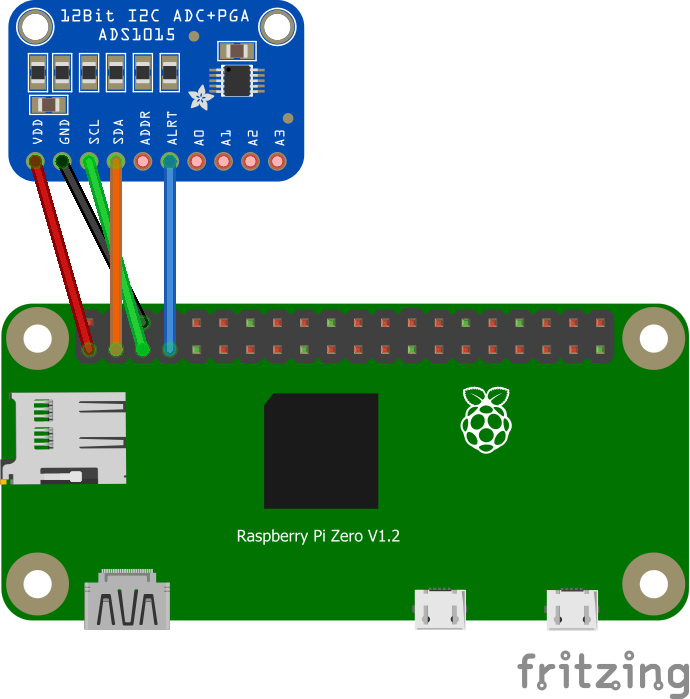 12Bit I2C ADC+PGA
ADS1015
VDD
GND
SCL
SDA
ADDR
ALRT
A0
A1
A2
A3
Raspberry Pi Zero V1.2
fritzing